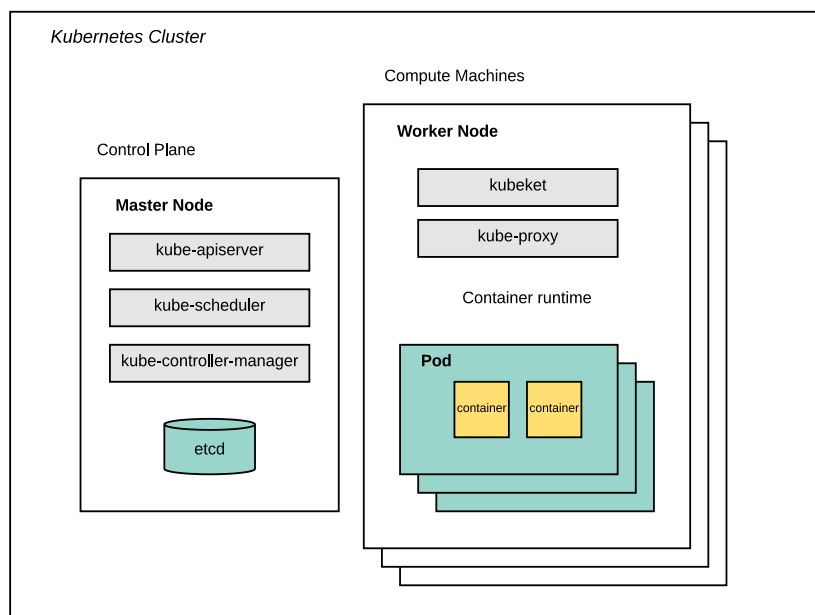 Kubernetes Cluster
Compute Machines
Control Plane
Master Node
kube-apiserver
kube-scheduler
kube-controller-manager
etcd
Worker Node
kubeket
kube-proxy
Container runtime
Pod
container
container